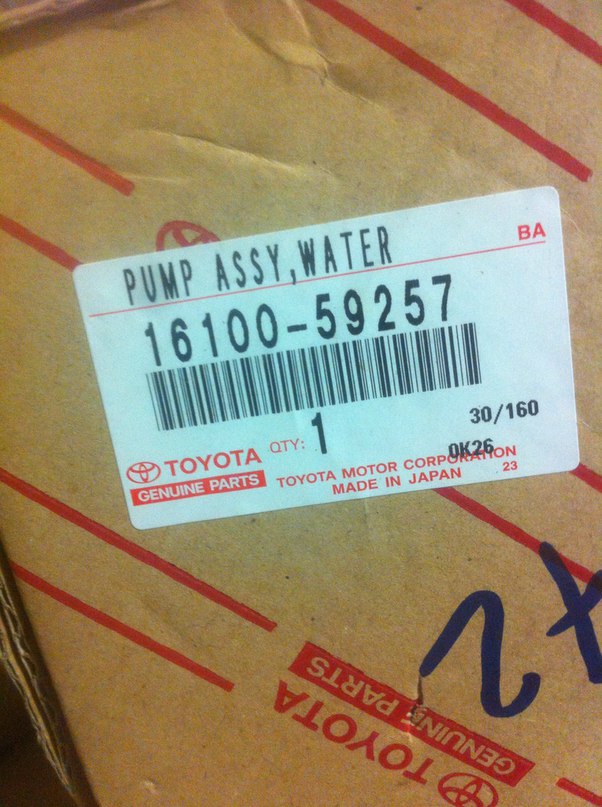 BA
PUMP ASSY,WATER
16100-59257
30/160
QTY: 1
0K26
TOYOTA
GENUINE PARTS
TOYOTA MOTOR CORPORATION
MADE IN JAPAN 23
TOYOTA
GENUINE PARTS